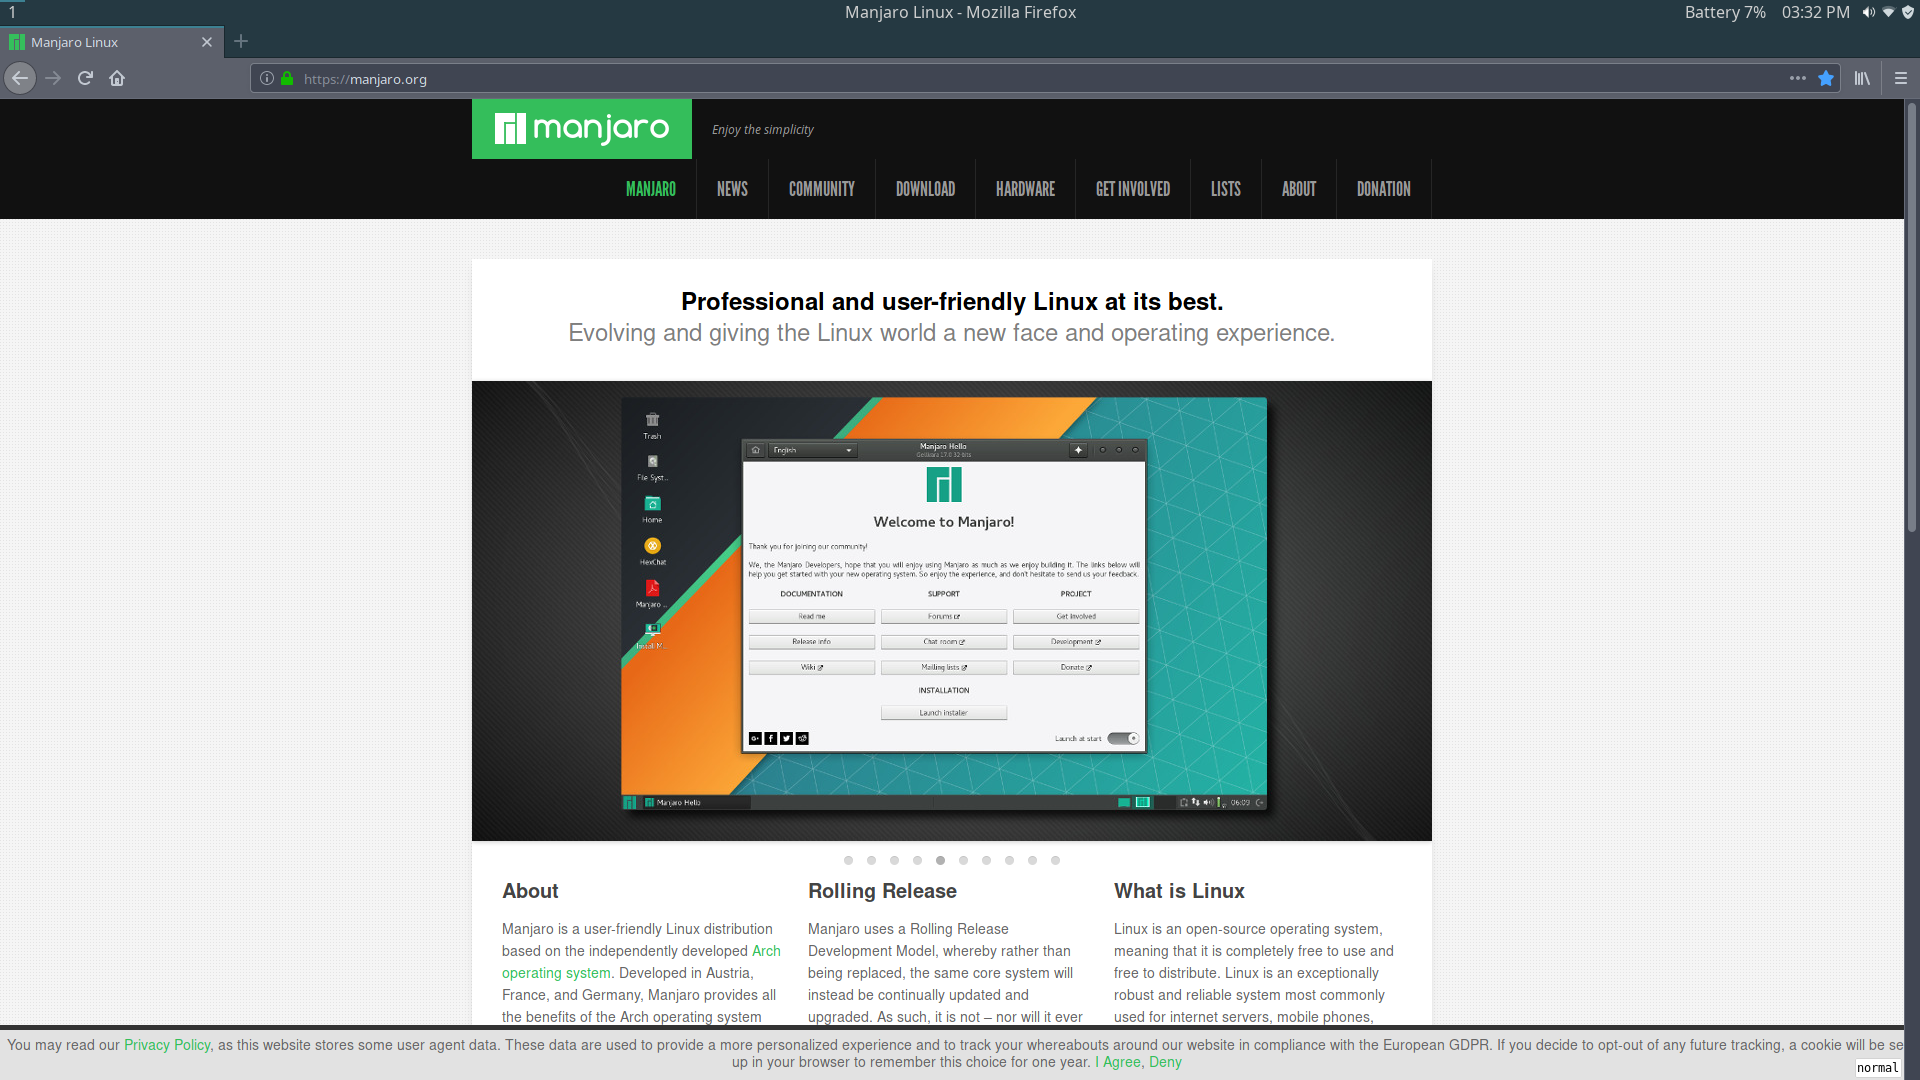 1
Manjaro Linux - Mozilla Firefox
Battery 7% 03:32 PM
Manjaro Linux
https://manjaro.org
manjaro
Enjoy the simplicity
MANJARO NEWS COMMUNITY DOWNLOAD HARDWARE GET INVOLVED LISTS ABOUT DONATION
Professional and user-friendly Linux at its best.
Evolving and giving the Linux world a new face and operating experience.
Trash
File Syst...
Home
HexChat
Manjaro ...
Install M...
English
Manjaro Hello
Gellivara 17.0 32-bits
Welcome to Manjaro!
Thank you for joining our community!
We, the Manjaro Developers, hope that you will enjoy using Manjaro as much as we enjoy building it. The links below will
help you get started with your new operating system. So enjoy the experience, and don't hesitate to send us your feedback.
DOCUMENTATION SUPPORT PROJECT
Read me Forums Get involved
Release info Chat room Development
Wiki Mailling lists Donate
INSTALLATION
Launch installer
Launch at start
Manjaro Hello
06:09
About
Manjaro is a user-friendly Linux distribution
based on the independently developed Arch
operating system. Developed in Austria,
France, and Germany, Manjaro provides all
the benefits of the Arch operating system
Rolling Release
Manjaro uses a Rolling Release
Development Model, whereby rather than
being replaced, the same core system will
instead be continually updated and
upgraded. As such, it is not – nor will it ever
What is Linux
Linux is an open-source operating system,
meaning that it is completely free to use and
free to distribute. Linux is an exceptionally
robust and reliable system most commonly
used for internet servers, mobile phones,
You may read our Privacy Policy, as this website stores some user agent data. These data are used to provide a more personalized experience and to track your whereabouts around our website in compliance with the European GDPR. If you decide to opt-out of any future tracking, a cookie will be se
up in your browser to remember this choice for one year. I Agree, Deny
normal